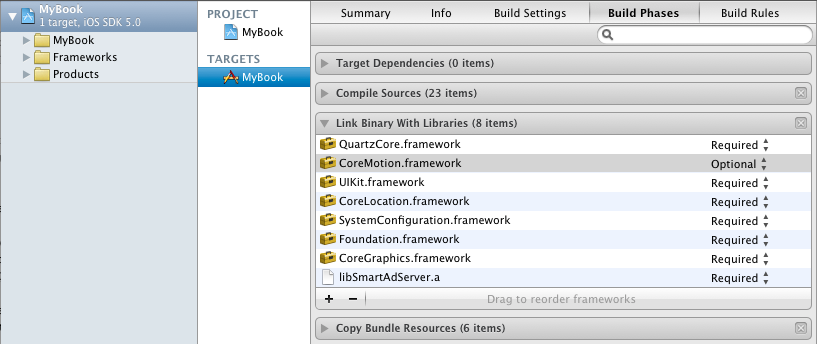 MyBook
1 target, iOS SDK 5.0
MyBook
Frameworks
Products
PROJECT
MyBook
TARGETS
MyBook
Summary Info Build Settings Build Phases Build Rules
Target Dependencies (0 items)
Compile Sources (23 items)
Link Binary With Libraries (8 items)
QuartzCore.framework Required
CoreMotion.framework Optional
UIKit.framework Required
CoreLocation.framework Required
SystemConfiguration.framework Required
Foundation.framework Required
CoreGraphics.framework Required
libSmartAdServer.a Required
+ − Drag to reorder frameworks
Copy Bundle Resources (6 items)